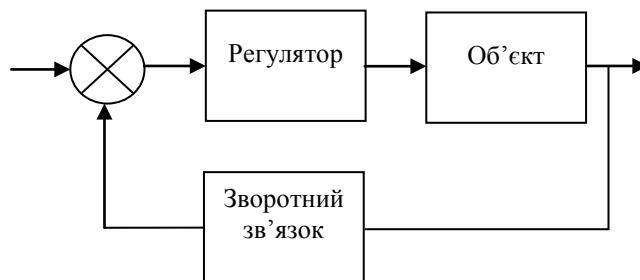 Регулятор
Об’єкт
Зворотний
зв’язок